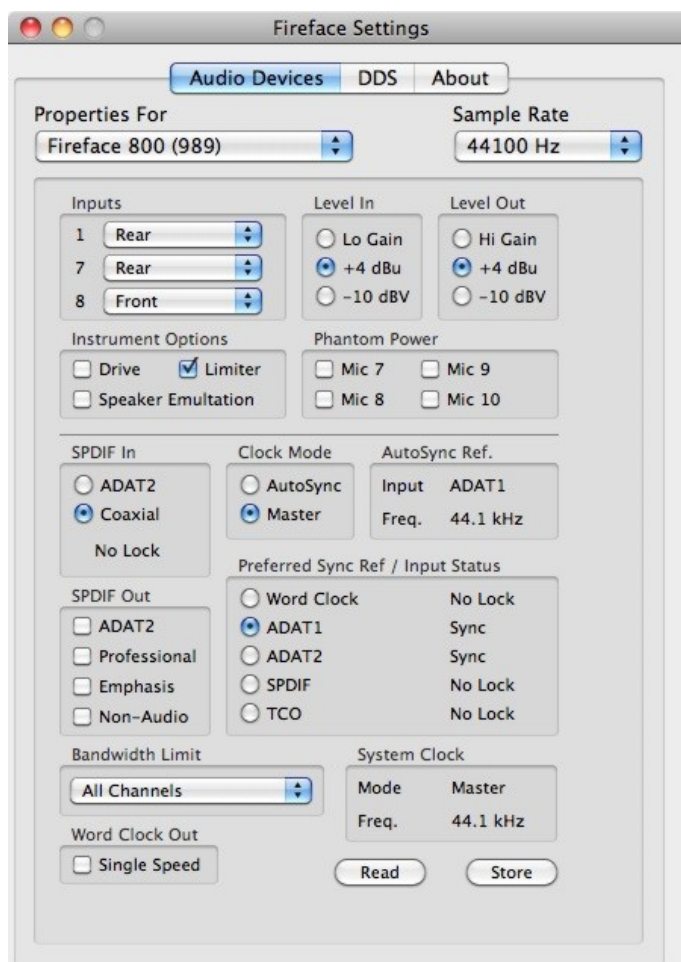 Fireface Settings
Audio Devices DDS About
Properties For Sample Rate
Fireface 800 (989) 44100 Hz
Inputs Level In Level Out
1 Rear Lo Gain Hi Gain
7 Rear +4 dBu +4 dBu
8 Front -10 dBV -10 dBV
Instrument Options Phantom Power
Drive Limiter Mic 7 Mic 9
Speaker Emultation Mic 8 Mic 10
SPDIF In Clock Mode AutoSync Ref.
ADAT2 AutoSync Input ADAT1
Coaxial Master Freq. 44.1 kHz
No Lock
Preferred Sync Ref / Input Status
SPDIF Out Word Clock No Lock
ADAT2 ADAT1 Sync
Professional ADAT2 Sync
Emphasis SPDIF No Lock
Non-Audio TCO No Lock
Bandwidth Limit System Clock
All Channels Mode Master
Freq. 44.1 kHz
Word Clock Out
Single Speed Read Store